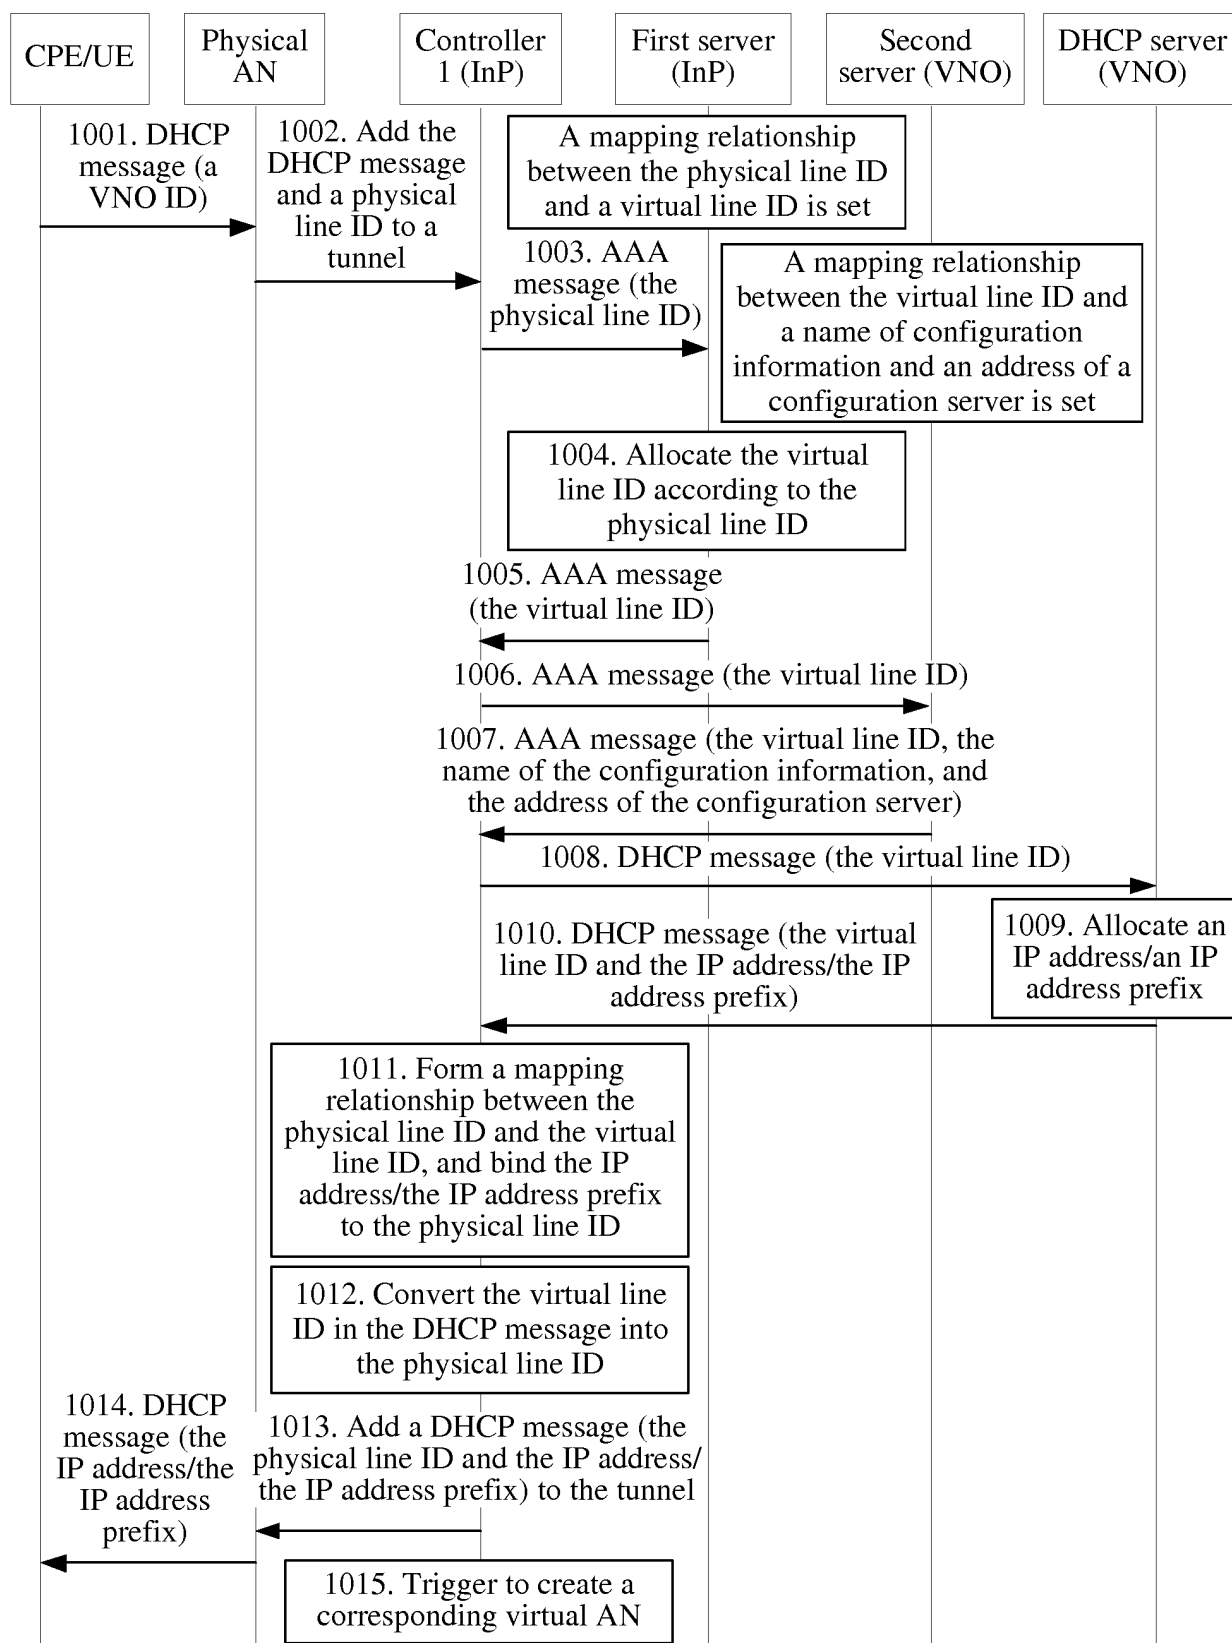 CPE/UE
Physical
AN
Controller
1 (InP)
First server
(InP)
Second
server (VNO)
DHCP server
(VNO)
1001. DHCP
message (a
VNO ID)
1002. Add the
DHCP message
and a physical
line ID to a
tunnel
A mapping relationship
between the physical line ID
and a virtual line ID is set
1003. AAA
message (the
physical line ID)
A mapping relationship
between the virtual line ID and
a name of configuration
information and an address of a
configuration server is set
1004. Allocate the virtual
line ID according to the
physical line ID
1005. AAA message
(the virtual line ID)
1006. AAA message (the virtual line ID)
1007. AAA message (the virtual line ID, the
name of the configuration information, and
the address of the configuration server)
1008. DHCP message (the virtual line ID)
1009. Allocate an
IP address/an IP
address prefix
1010. DHCP message (the virtual
line ID and the IP address/the IP
address prefix)
1011. Form a mapping
relationship between the
physical line ID and the virtual
line ID, and bind the IP
address/the IP address prefix
to the physical line ID
1012. Convert the virtual line
ID in the DHCP message into
the physical line ID
1013. Add a DHCP message (the
physical line ID and the IP address/
the IP address prefix) to the tunnel
1014. DHCP
message (the
IP address/the
IP address
prefix)
1015. Trigger to create a
corresponding virtual AN